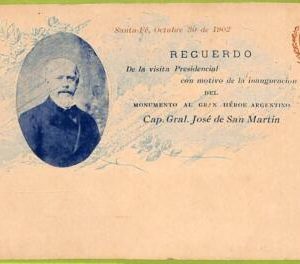 Santa-Fé, Octubre 30 de 1902
RECUERDO
De la visita Presidencial
con motivo de la inauguracion
DEL
MONUMENTO AL GRAN HÉROE ARGENTINO
Cap. Gral. José de San Martín